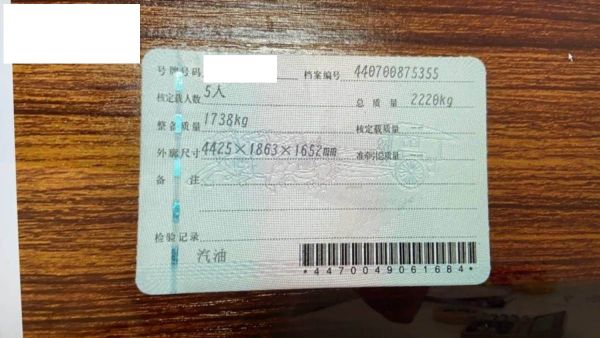 号牌号码 档案编号 440700875355
核定载人数 5人 总质量 2220kg
整备质量 1738kg 核定载质量 --
外廓尺寸 4425×1863×1652mm 准牵引总质量 --
备注
检验记录
汽油
*4470049061684*